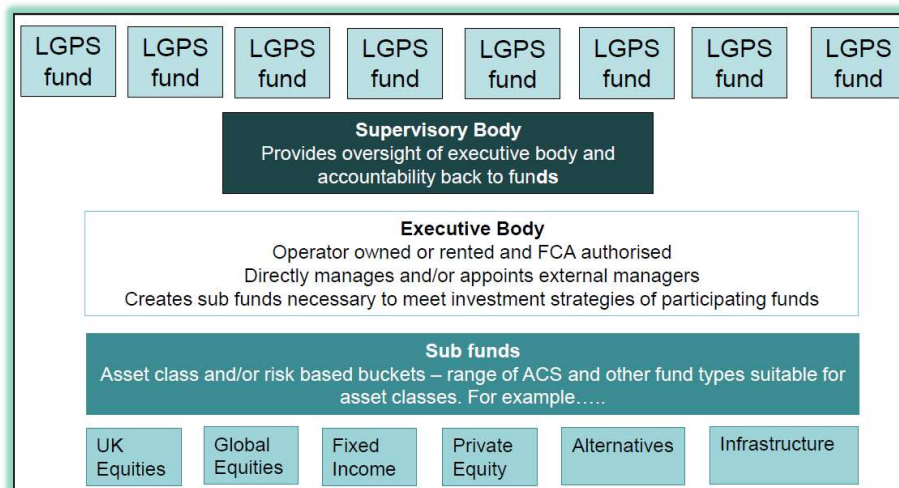 LGPS LGPS LGPS LGPS LGPS LGPS LGPS LGPS
fund fund fund fund fund fund fund fund
Supervisory Body
Provides oversight of executive body and
accountability back to funds
Executive Body
Operator owned or rented and FCA authorised
Directly manages and/or appoints external managers
Creates sub funds necessary to meet investment strategies of participating funds
Sub funds
Asset class and/or risk based buckets – range of ACS and other fund types suitable for
asset classes. For example…..
UK
Equities
Global
Equities
Fixed
Income
Private
Equity
Alternatives
Infrastructure